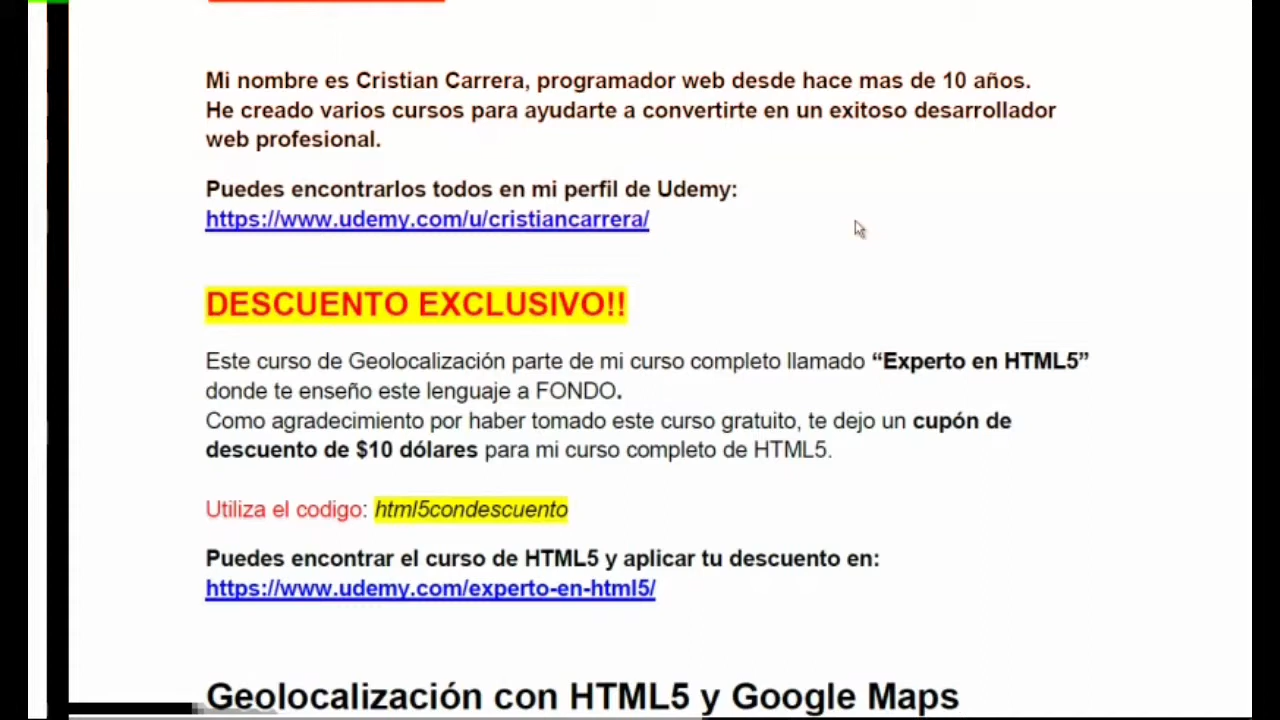 Mi nombre es Cristian Carrera, programador web desde hace mas de 10 años.
He creado varios cursos para ayudarte a convertirte en un exitoso desarrollador
web profesional.
Puedes encontrarlos todos en mi perfil de Udemy:
https://www.udemy.com/u/cristiancarrera/
DESCUENTO EXCLUSIVO!!
Este curso de Geolocalización parte de mi curso completo llamado “Experto en HTML5”
donde te enseño este lenguaje a FONDO.
Como agradecimiento por haber tomado este curso gratuito, te dejo un cupón de
descuento de $10 dólares para mi curso completo de HTML5.
Utiliza el codigo: html5condescuento
Puedes encontrar el curso de HTML5 y aplicar tu descuento en:
https://www.udemy.com/experto-en-html5/
Geolocalización con HTML5 y Google Maps